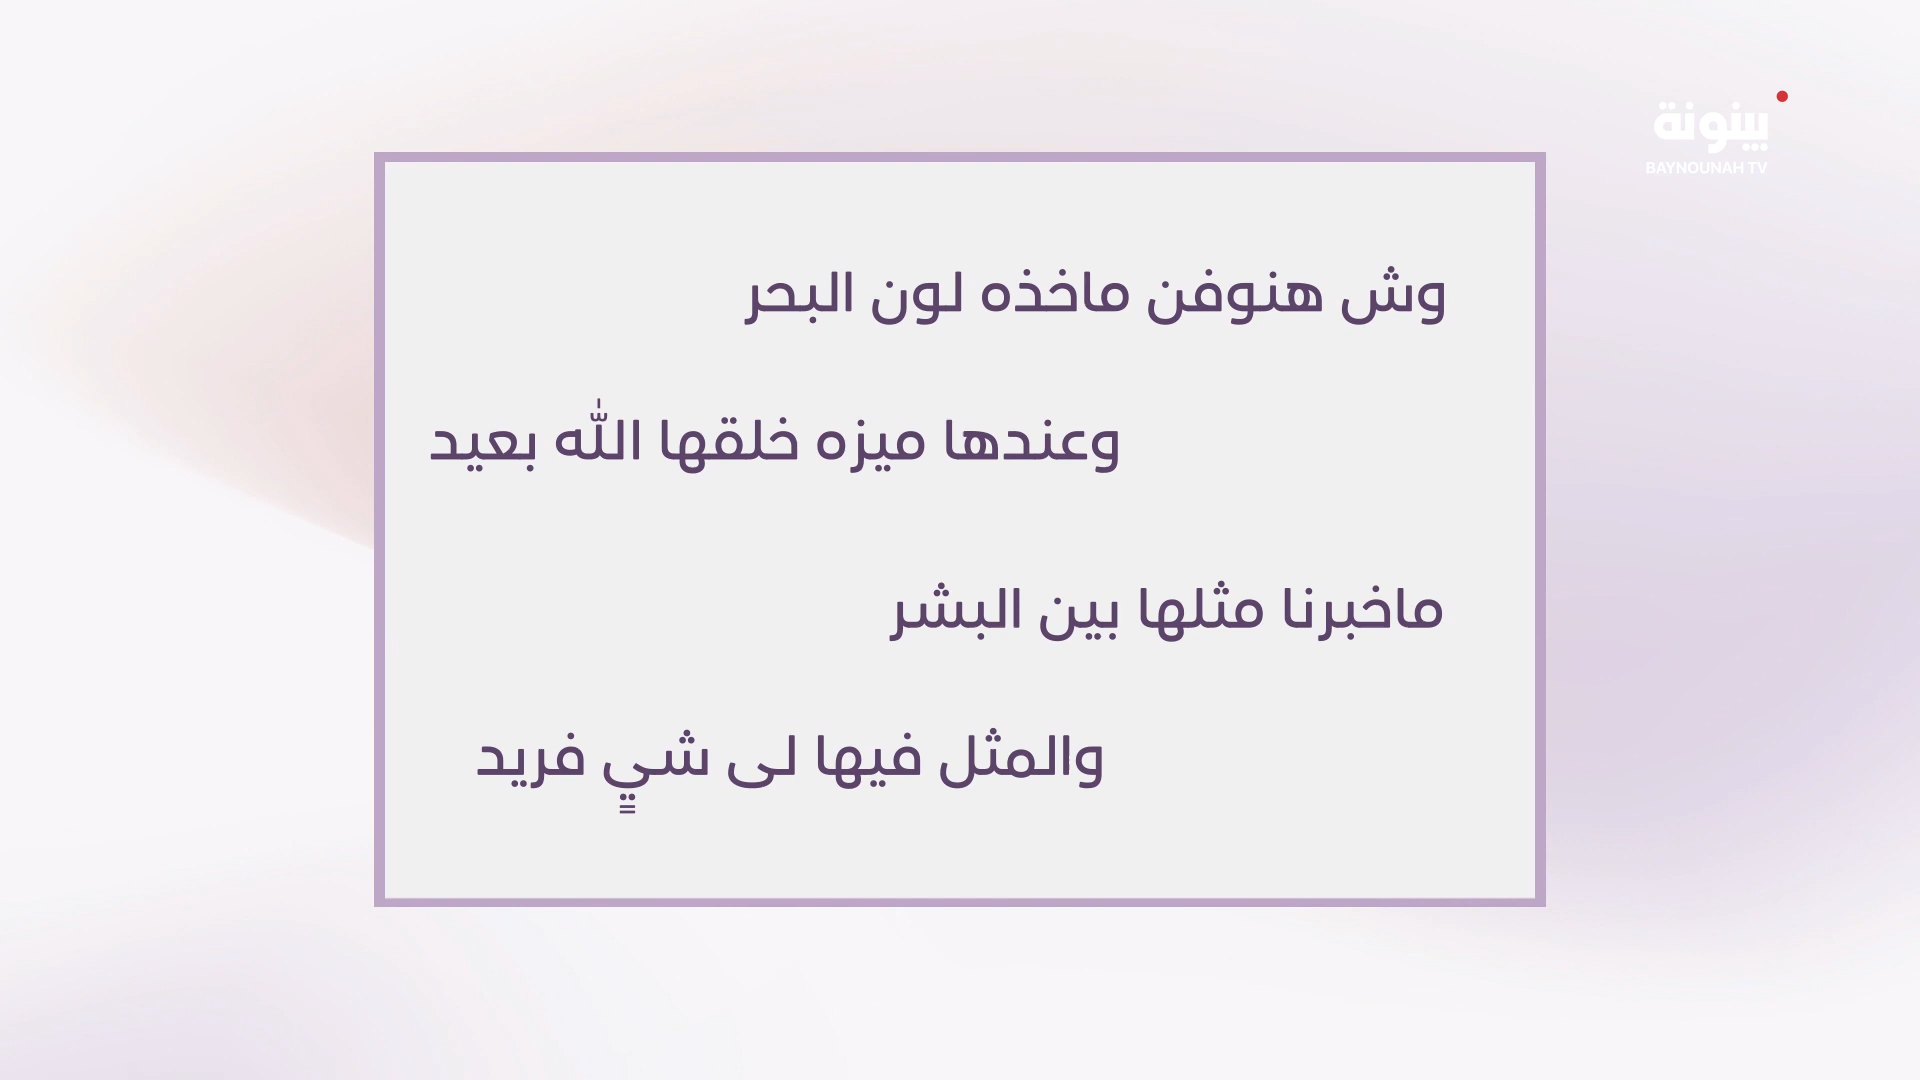 بينونة
BAYNOUNAH TV
وش هنوفن ماخذه لون البحر
وعندها ميزه خلقها الله بعيد
ماخبرنا مثلها بين البشر
والمثل فيها لى شيٍ فريد